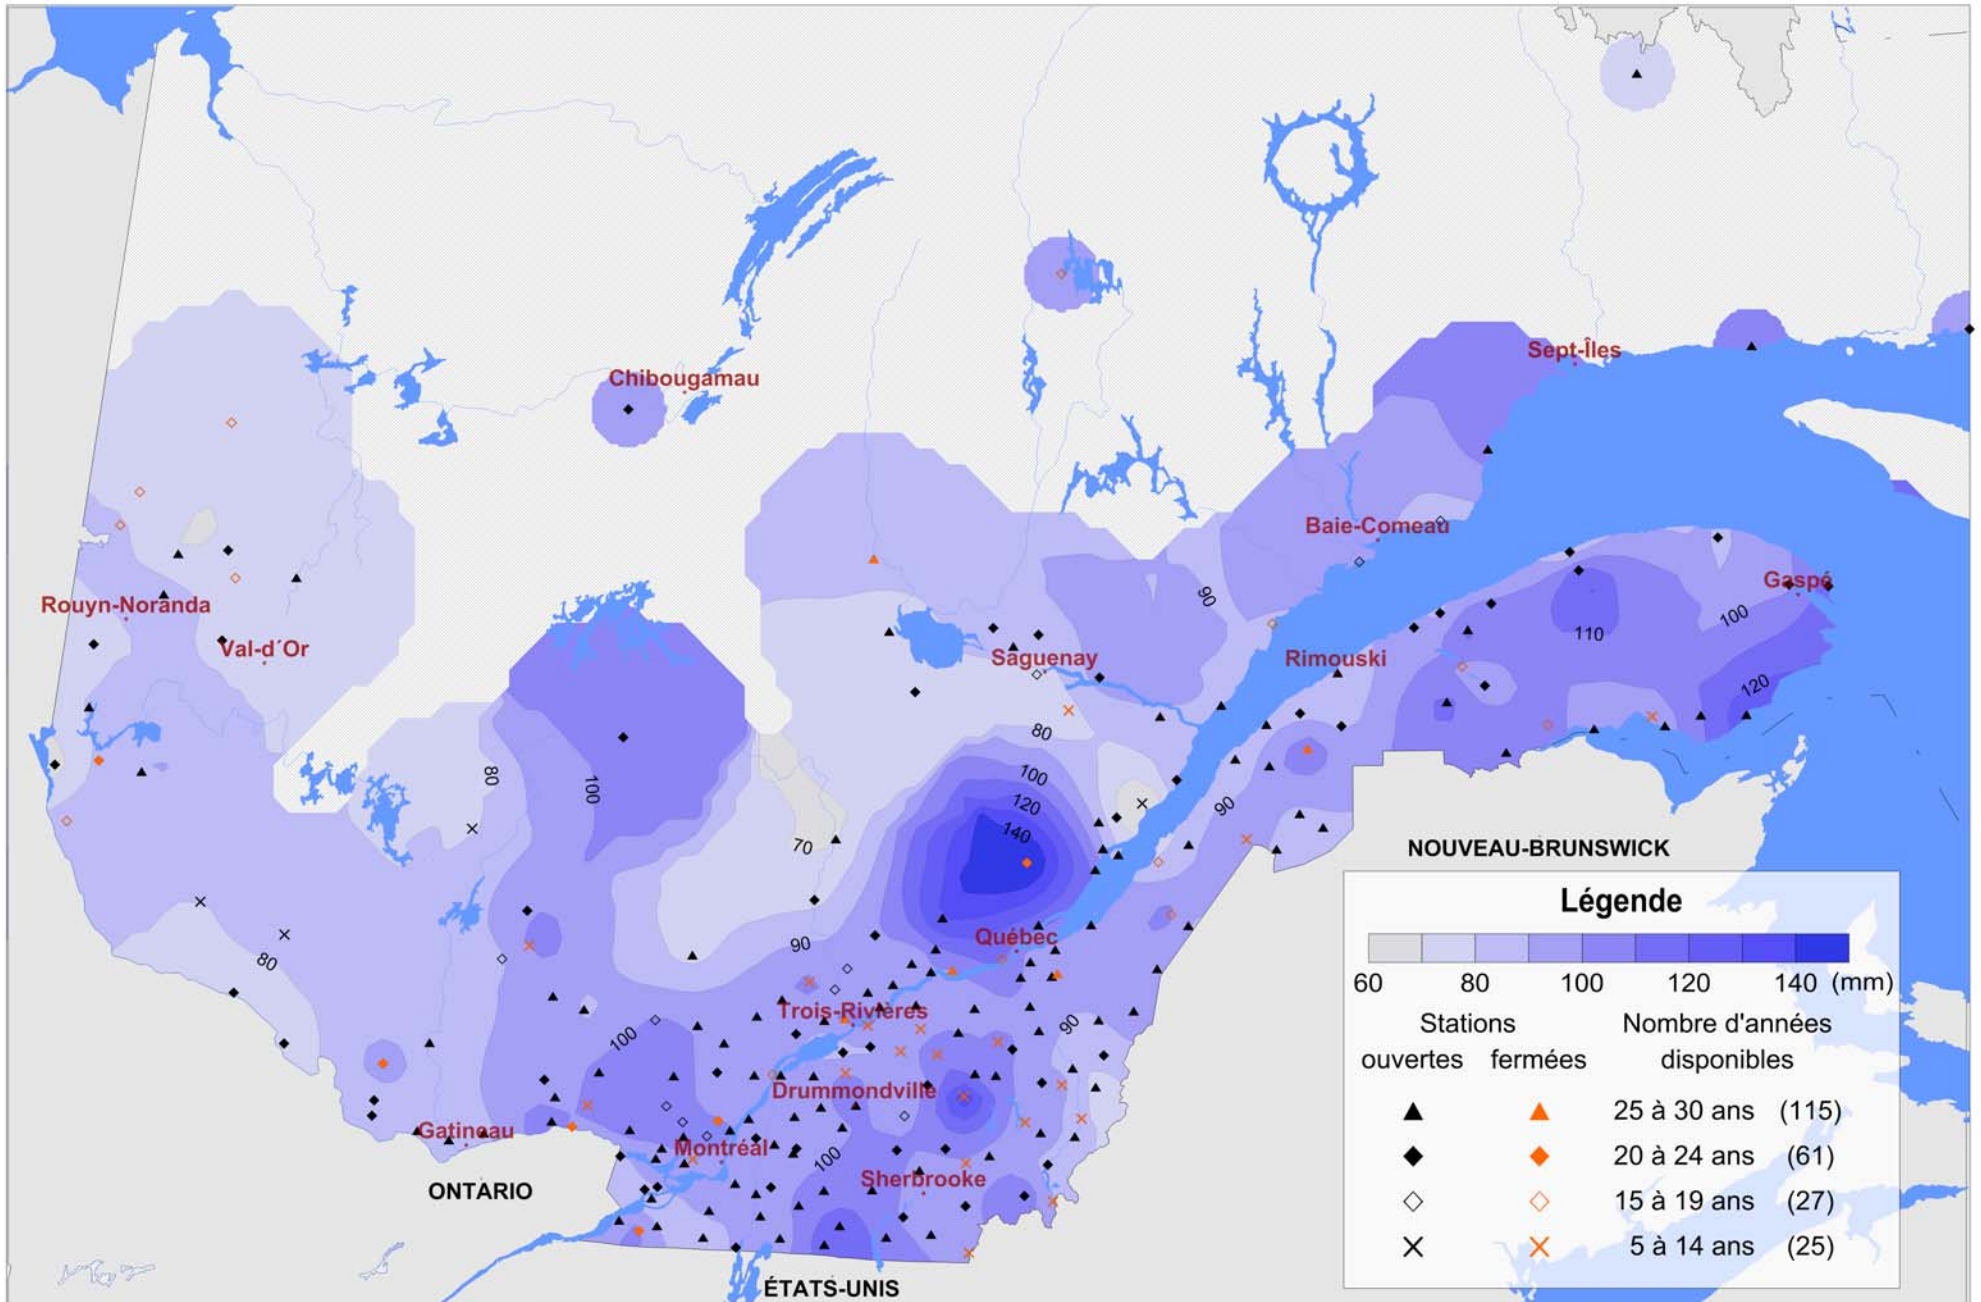 Sept-Îles
Chibougamau
Baie-Comeau
90
Gaspé
Rouyn-Noranda
100
110
Val-d´Or
Saguenay
Rimouski
120
80
80
100
100
120
90
140
70
NOUVEAU-BRUNSWICK
Québec
90
80
Trois-Rivières
90
100
Drummondville
Gatineau
Montréal
100
Sherbrooke
ONTARIO
ÉTATS-UNIS
Légende
60 80 100 120 140 (mm)
Stations Nombre d'années
ouvertes fermées disponibles
25 à 30 ans (115)
20 à 24 ans (61)
15 à 19 ans (27)
5 à 14 ans (25)